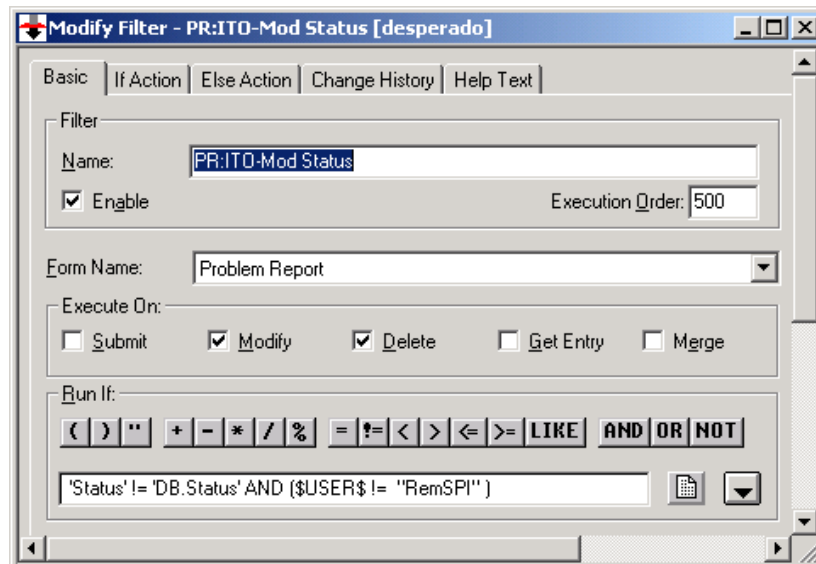 Modify Filter - PR:ITO-Mod Status [desperado]
Basic If Action Else Action Change History Help Text
Filter
Name: PR:ITO-Mod Status
Enable Execution Order: 500
Form Name: Problem Report
Execute On:
Submit Modify Delete Get Entry Merge
Run If:
( ) " + - * / % = != < > <= >= LIKE AND OR NOT
'Status' != 'DB.Status' AND ($USER$ != "RemSPI" )